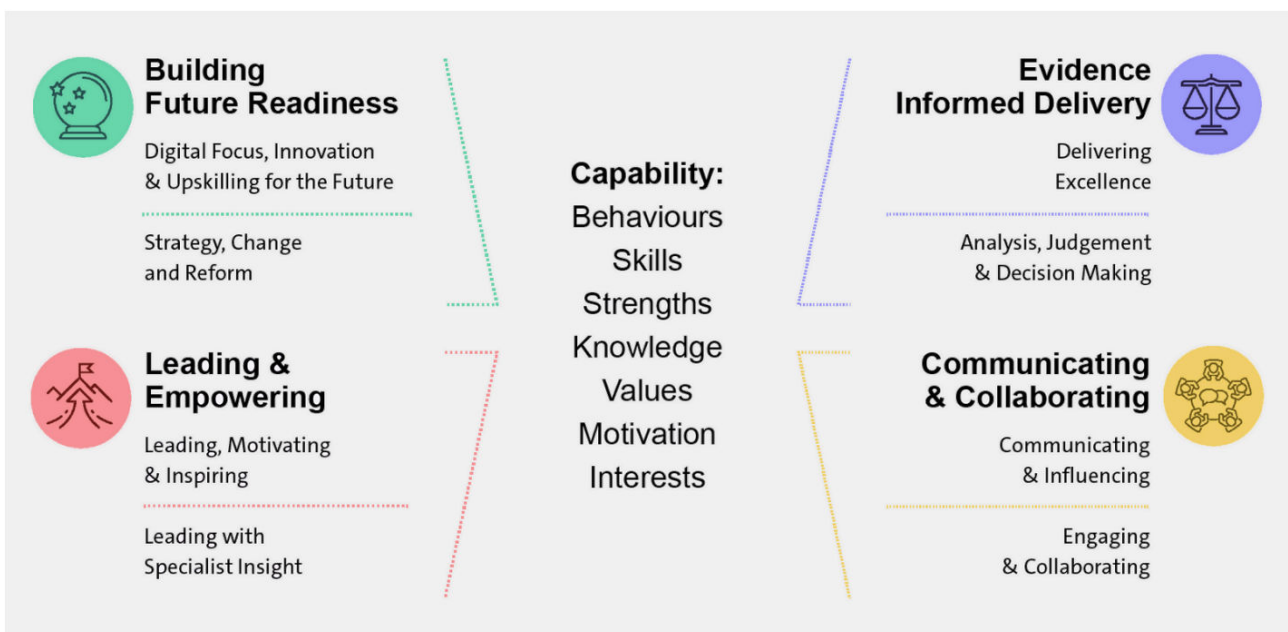 Building
Future Readiness
Digital Focus, Innovation
& Upskilling for the Future
Strategy, Change
and Reform
Leading &
Empowering
Leading, Motivating
& Inspiring
Leading with
Specialist Insight
Capability:
Behaviours
Skills
Strengths
Knowledge
Values
Motivation
Interests
Evidence
Informed Delivery
Delivering
Excellence
Analysis, Judgement
& Decision Making
Communicating
& Collaborating
Communicating
& Influencing
Engaging
& Collaborating